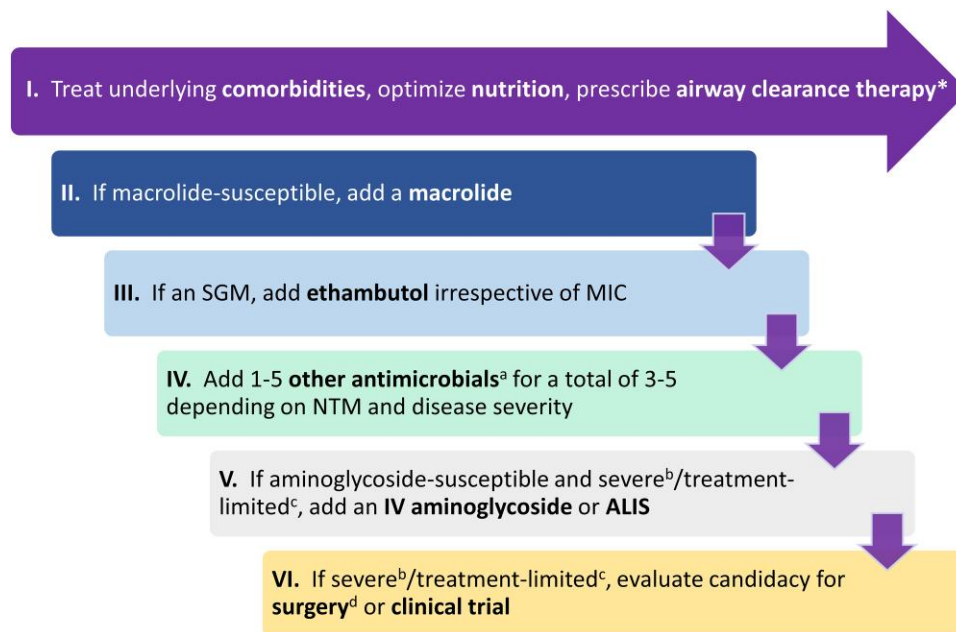 I. Treat underlying comorbidities, optimize nutrition, prescribe airway clearance therapy*
II. If macrolide-susceptible, add a macrolide
III. If an SGM, add ethambutol irrespective of MIC
IV. Add 1-5 other antimicrobialsᵃ for a total of 3-5
depending on NTM and disease severity
V. If aminoglycoside-susceptible and severeᵇ/treatment-
limitedᶜ, add an IV aminoglycoside or ALIS
VI. If severeᵇ/treatment-limitedᶜ, evaluate candidacy for
surgeryᵈ or clinical trial